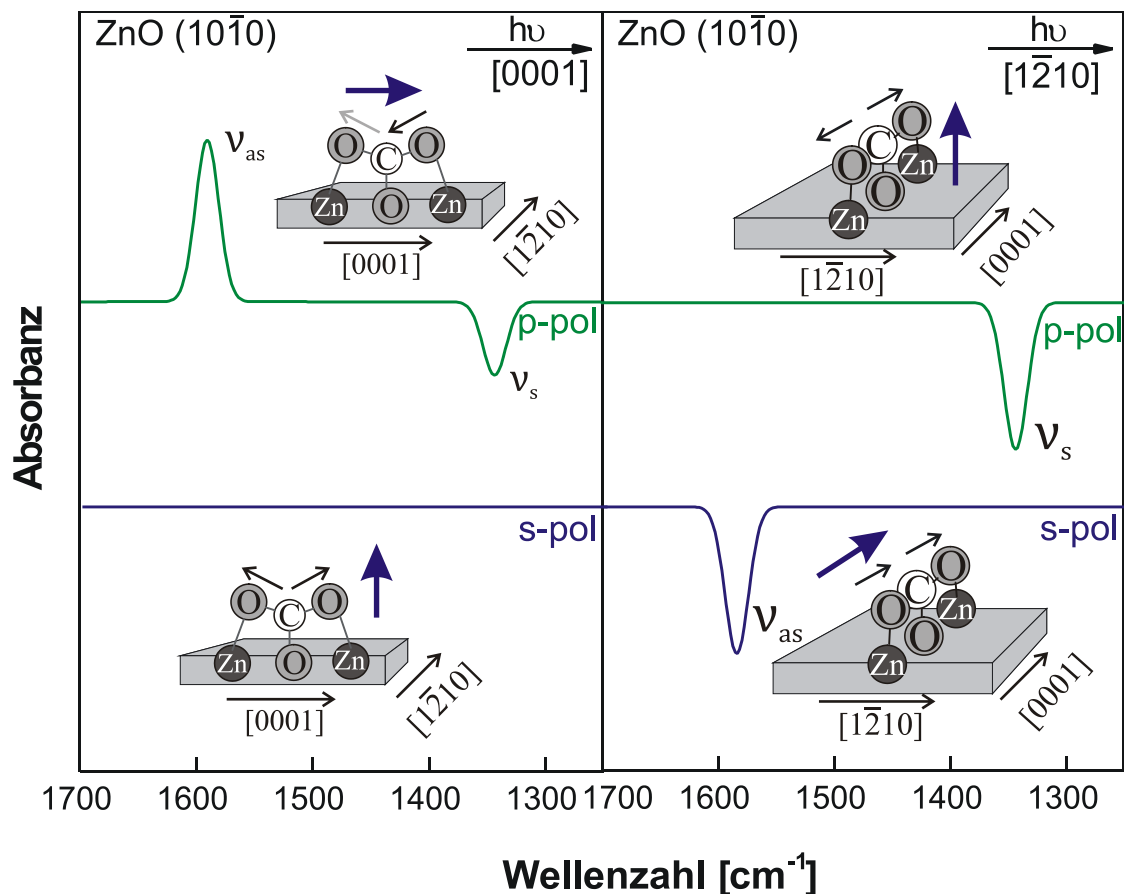 ZnO (101̄0)
hυ
[0001]
ν_as
O
C
O
Zn
O
Zn
[0001]
[12̄10]
p-pol
ν_s
s-pol
O
C
O
Zn
O
Zn
[0001]
[12̄10]
ZnO (101̄0)
hυ
[12̄10]
O
C
O
Zn
O
Zn
[12̄10]
[0001]
p-pol
ν_s
s-pol
ν_as
O
C
O
Zn
O
Zn
[12̄10]
[0001]
Absorbanz
1700 1600 1500 1400 1300 1700 1600 1500 1400 1300
Wellenzahl [cm⁻¹]